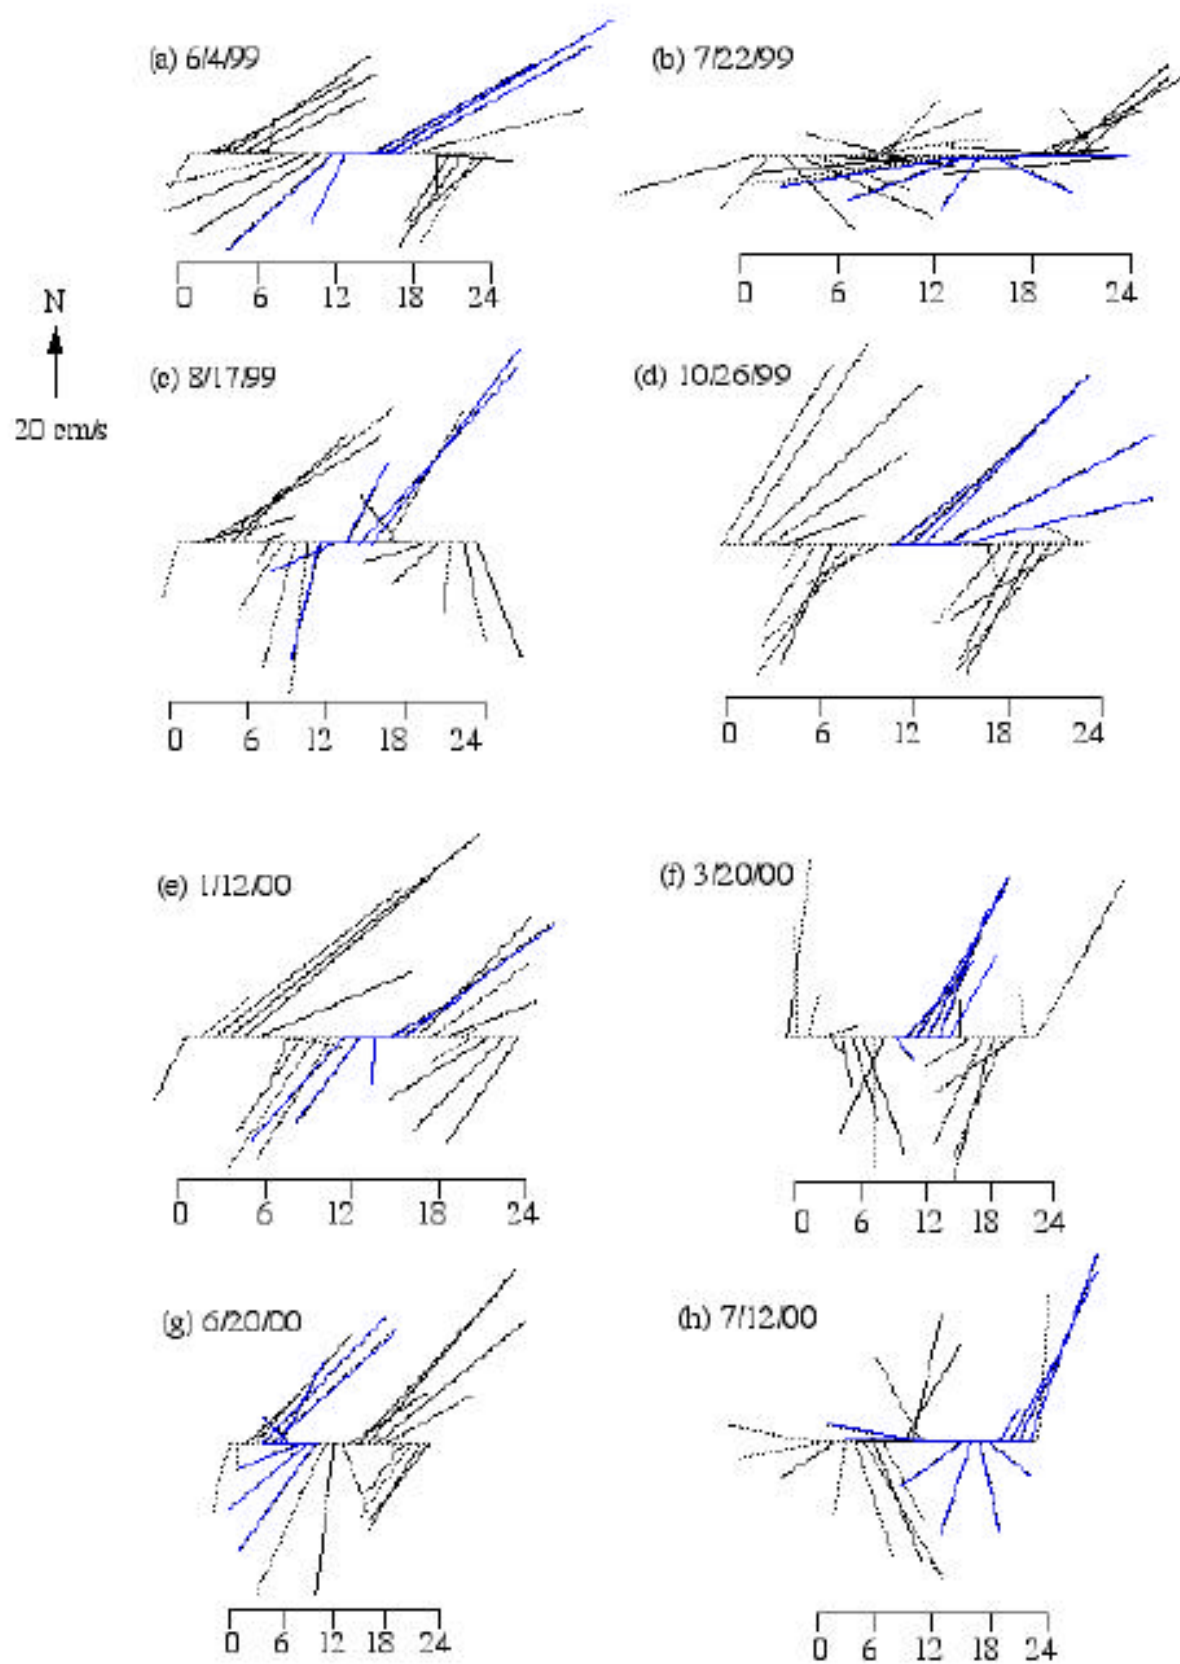 (a) 6/4/99
(b) 7/22/99
0 6 12 18 24
0 6 12 18 24
N
20 cm/s
(c) 8/17/99
(d) 10/26/99
0 6 12 18 24
0 6 12 18 24
(e) 1/12/00
(f) 3/20/00
0 6 12 18 24
0 6 12 18 24
(g) 6/20/00
(h) 7/12/00
0 6 12 18 24
0 6 12 18 24